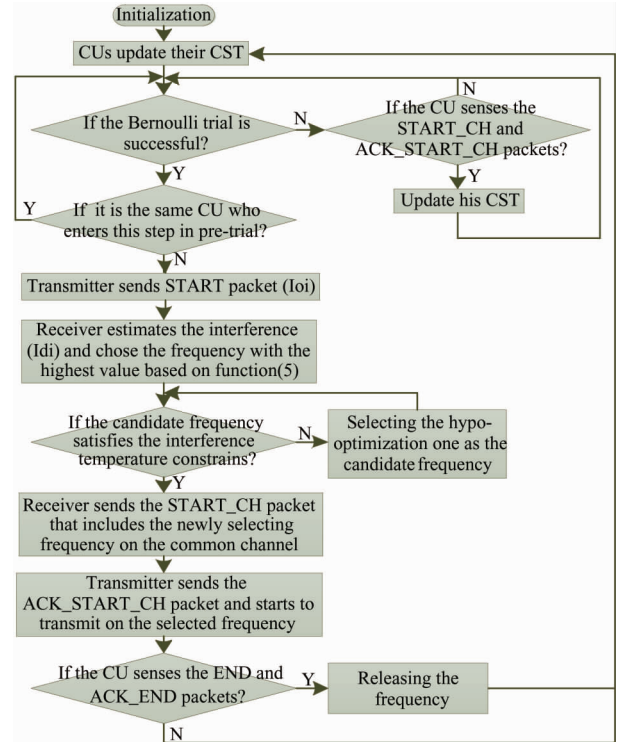 Initialization
CUs update their CST
If the Bernoulli trial is
successful?
N
If the CU senses the
START_CH and
ACK_START_CH packets?
N
Y
Update his CST
Y
If it is the same CU who
enters this step in pre-trial?
Y
N
Transmitter sends START packet (Ioi)
Receiver estimates the interference
(Idi) and chose the frequency with the
highest value based on function(5)
If the candidate frequency
satisfies the interference
temperature constrains?
N
Selecting the hypo-
optimization one as the
candidate frequency
Y
Receiver sends the START_CH packet
that includes the newly selecting
frequency on the common channel
Transmitter sends the
ACK_START_CH packet and starts to
transmit on the selected frequency
If the CU senses the END and
ACK_END packets?
Y
Releasing the
frequency
N